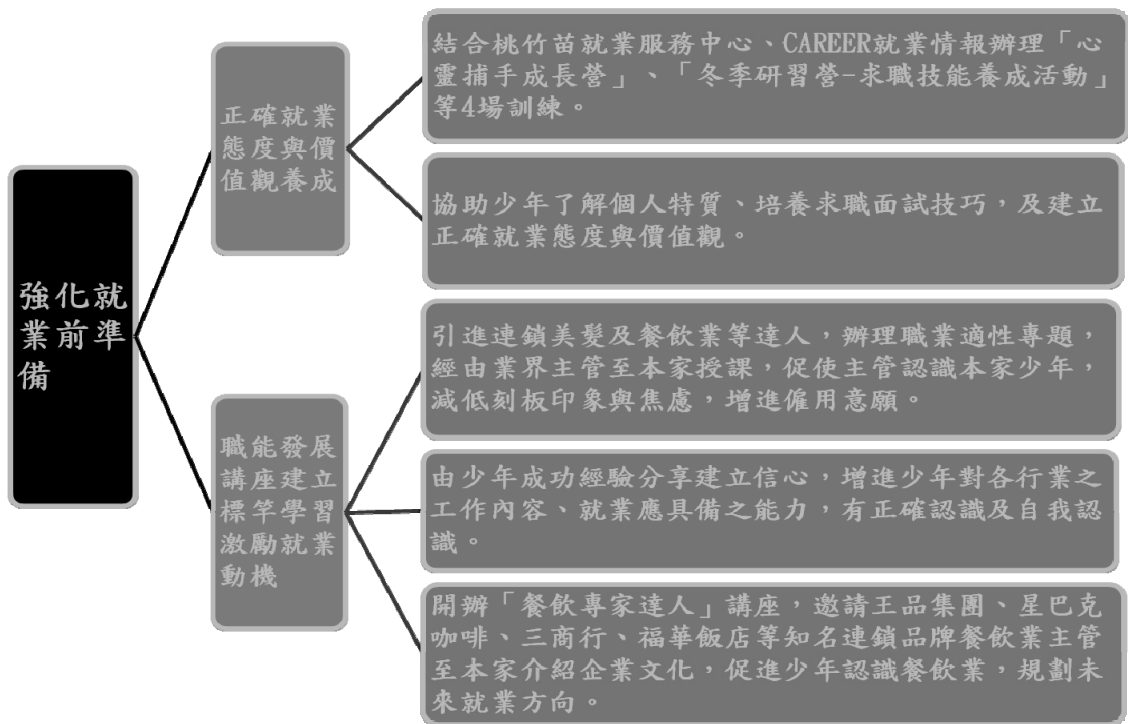 強化就
業前準
備
正確就業
態度與價
值觀養成
結合桃竹苗就業服務中心、CAREER就業情報辦理「心
靈捕手成長營」、「冬季研習營-求職技能養成活動」
等4場訓練。
協助少年了解個人特質、培養求職面試技巧，及建立
正確就業態度與價值觀。
職能發展
講座建立
標竿學習
激勵就業
動機
引進連鎖美髮及餐飲業等達人，辦理職業適性專題，
經由業界主管至本家授課，促使主管認識本家少年，
減低刻板印象與焦慮，增進僱用意願。
由少年成功經驗分享建立信心，增進少年對各行業之
工作內容、就業應具備之能力，有正確認識及自我認
識。
開辦「餐飲專家達人」講座，邀請王品集團、星巴克
咖啡、三商行、福華飯店等知名連鎖品牌餐飲業主管
至本家介紹企業文化，促進少年認識餐飲業，規劃未
來就業方向。